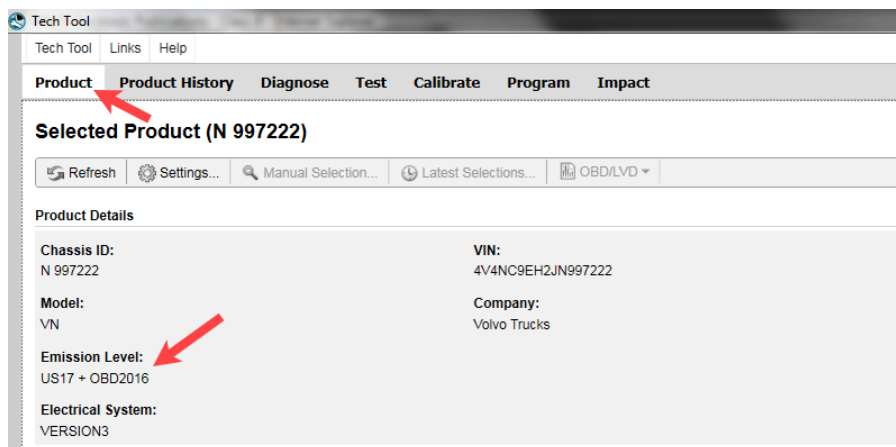 Tech Tool
Tech Tool Links Help
Product Product History Diagnose Test Calibrate Program Impact
Selected Product (N 997222)
Refresh Settings... Manual Selection... Latest Selections... OBD/LVD
Product Details
Chassis ID: VIN:
N 997222 4V4NC9EH2JN997222
Model: Company:
VN Volvo Trucks
Emission Level:
US17 + OBD2016
Electrical System:
VERSION3